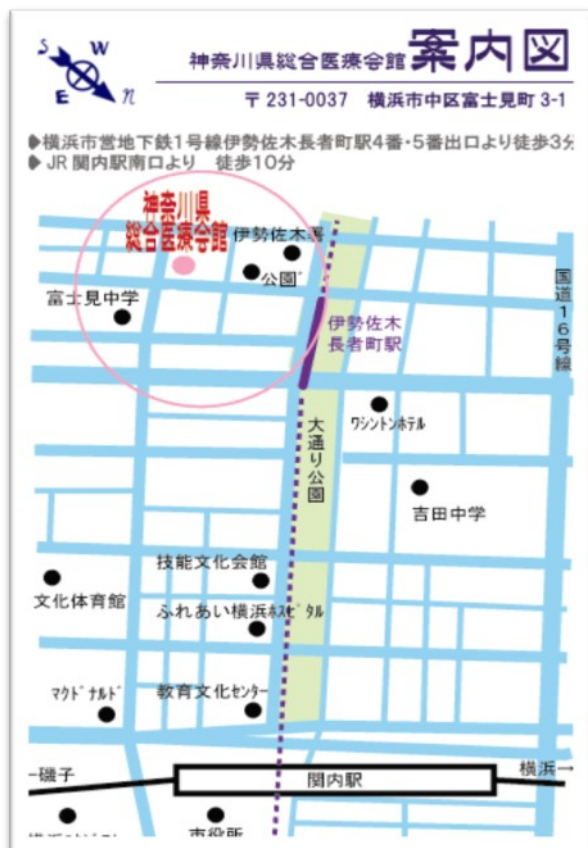 S W
E n
神奈川県総合医療会館 案内図
〒231-0037 横浜市中区富士見町 3-1
▶横浜市営地下鉄1号線伊勢佐木長者町駅4番・5番出口より徒歩3分
▶JR 関内駅南口より 徒歩10分
神奈川県
総合医療会館
伊勢佐木署
公園
富士見中学
国道16号線
伊勢佐木
長者町駅
ワシントンホテル
大通り公園
吉田中学
技能文化会館
文化体育館
ふれあい横浜ホスピタル
マクドナルド
教育文化センター
←磯子
関内駅
横浜→
市役所